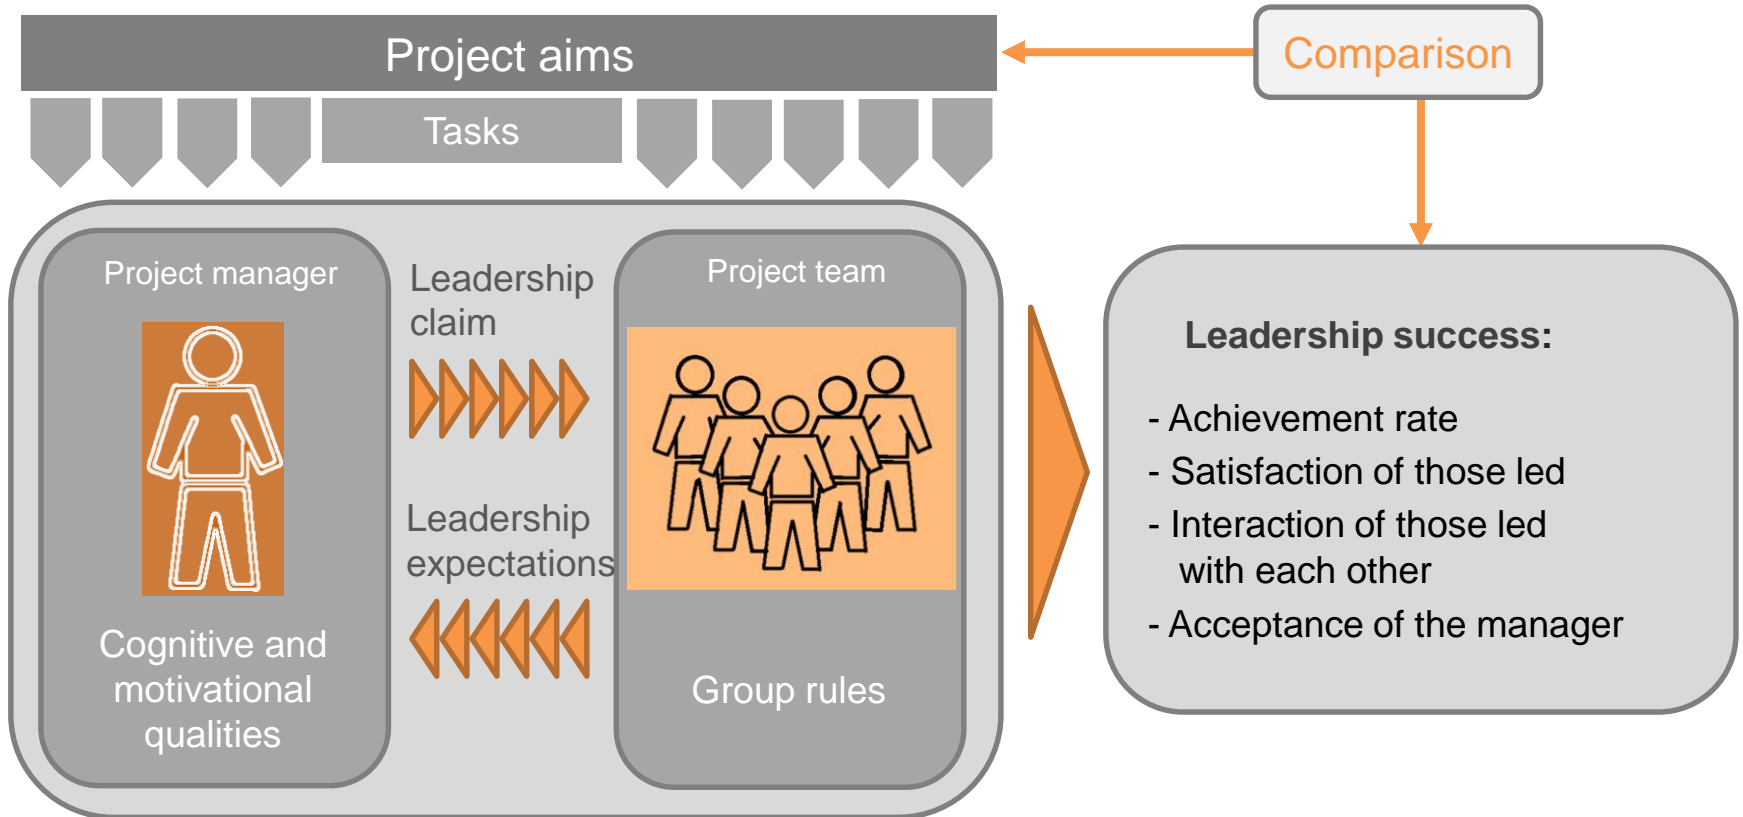 Project aims
Comparison
Tasks
Project manager
Leadership
claim
Project team
Leadership
expectations
Cognitive and
motivational
qualities
Group rules
Leadership success:
- Achievement rate
- Satisfaction of those led
- Interaction of those led
with each other
- Acceptance of the manager